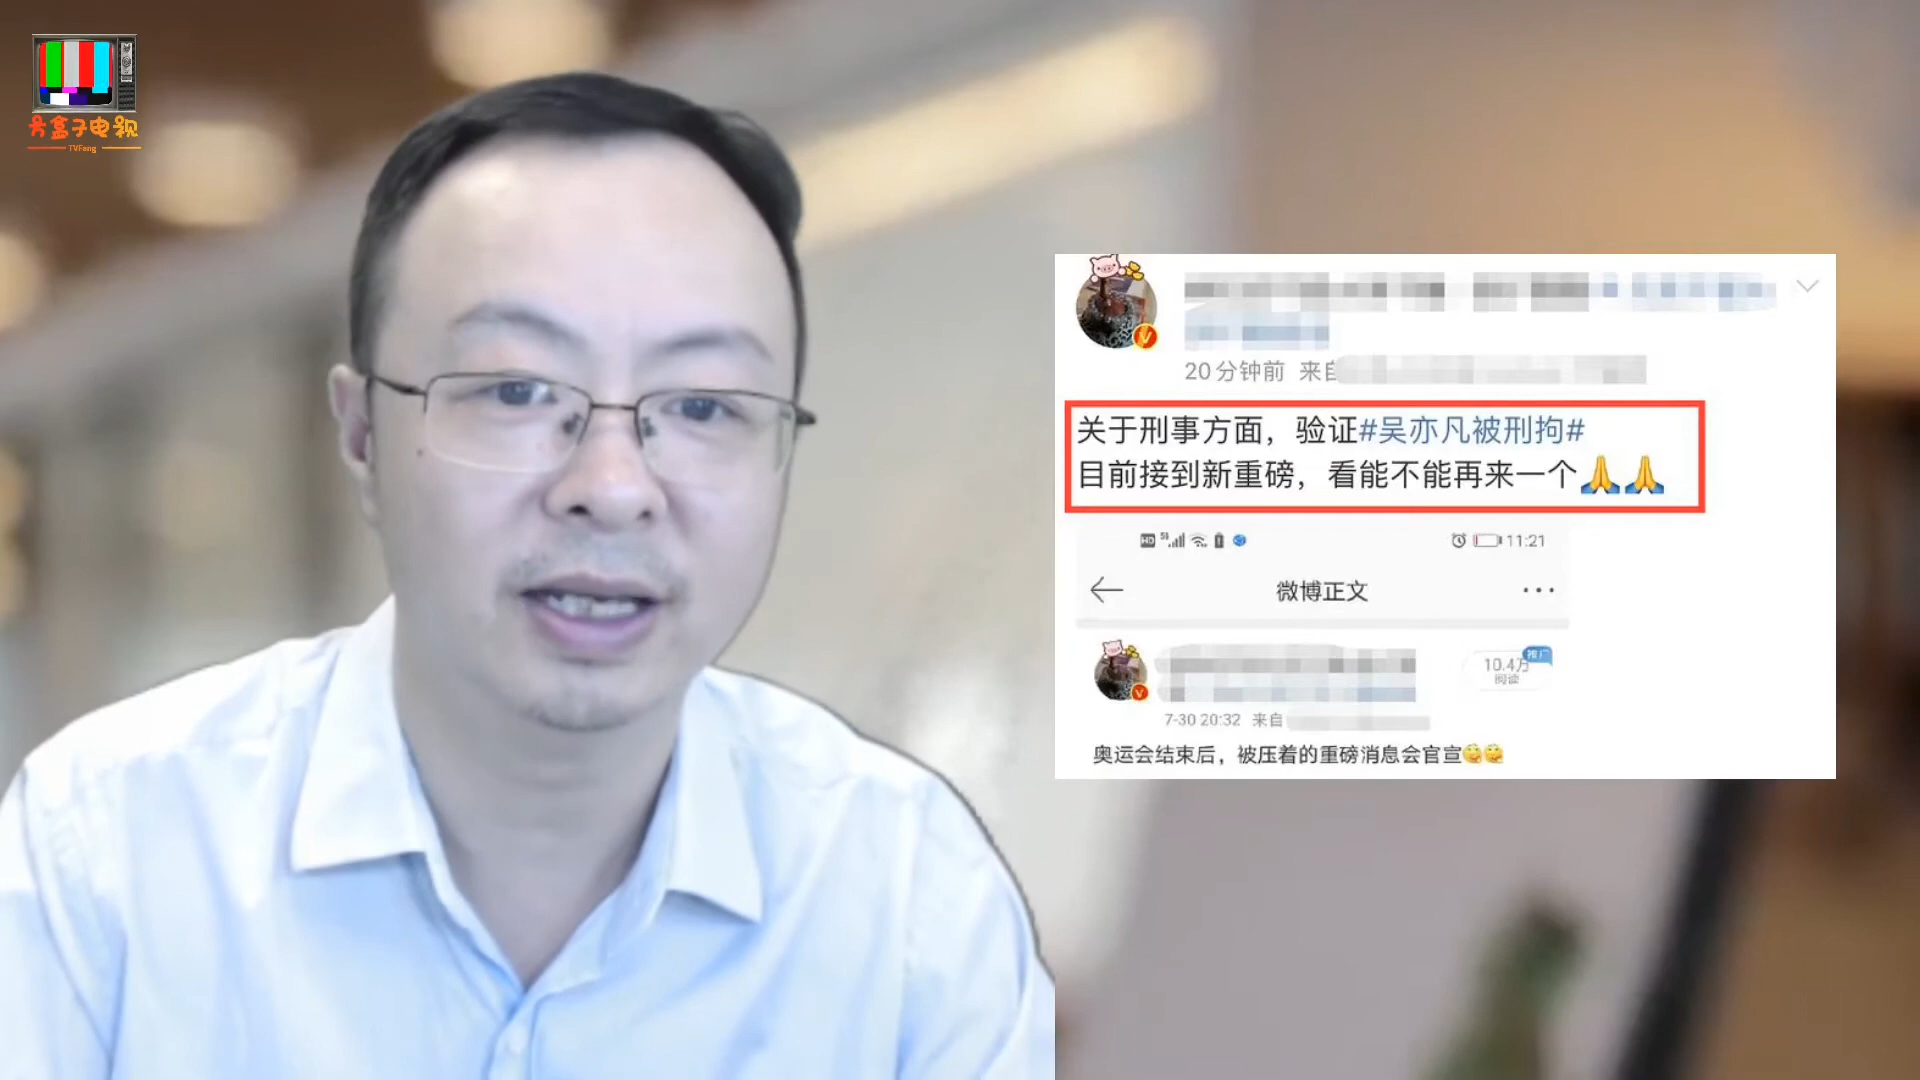 方盒子电视
TVFang
20分钟前 来自
关于刑事方面，验证#吴亦凡被刑拘#
目前接到新重磅，看能不能再来一个🙏🙏
HD 5G 11:21
微博正文
10.4万
推广
阅读
7-30 20:32 来自
奥运会结束后，被压着的重磅消息会官宣